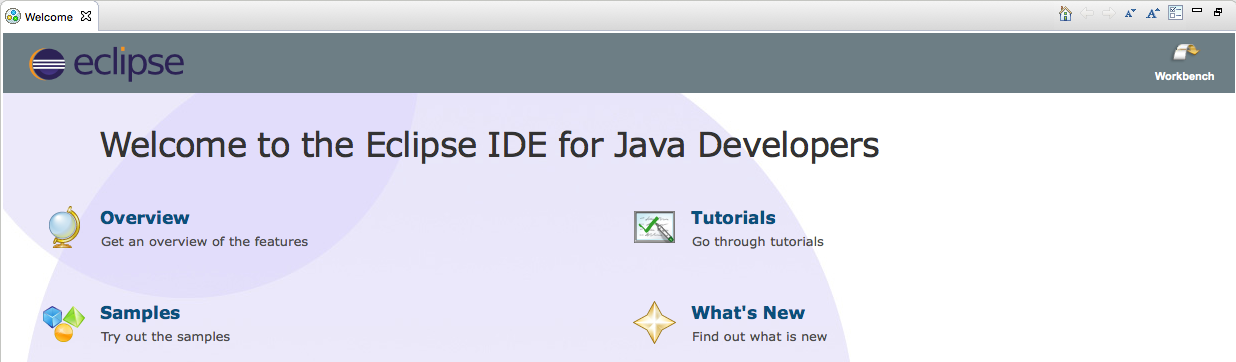 Welcome
eclipse
Workbench
Welcome to the Eclipse IDE for Java Developers
Overview
Get an overview of the features
Tutorials
Go through tutorials
Samples
Try out the samples
What's New
Find out what is new